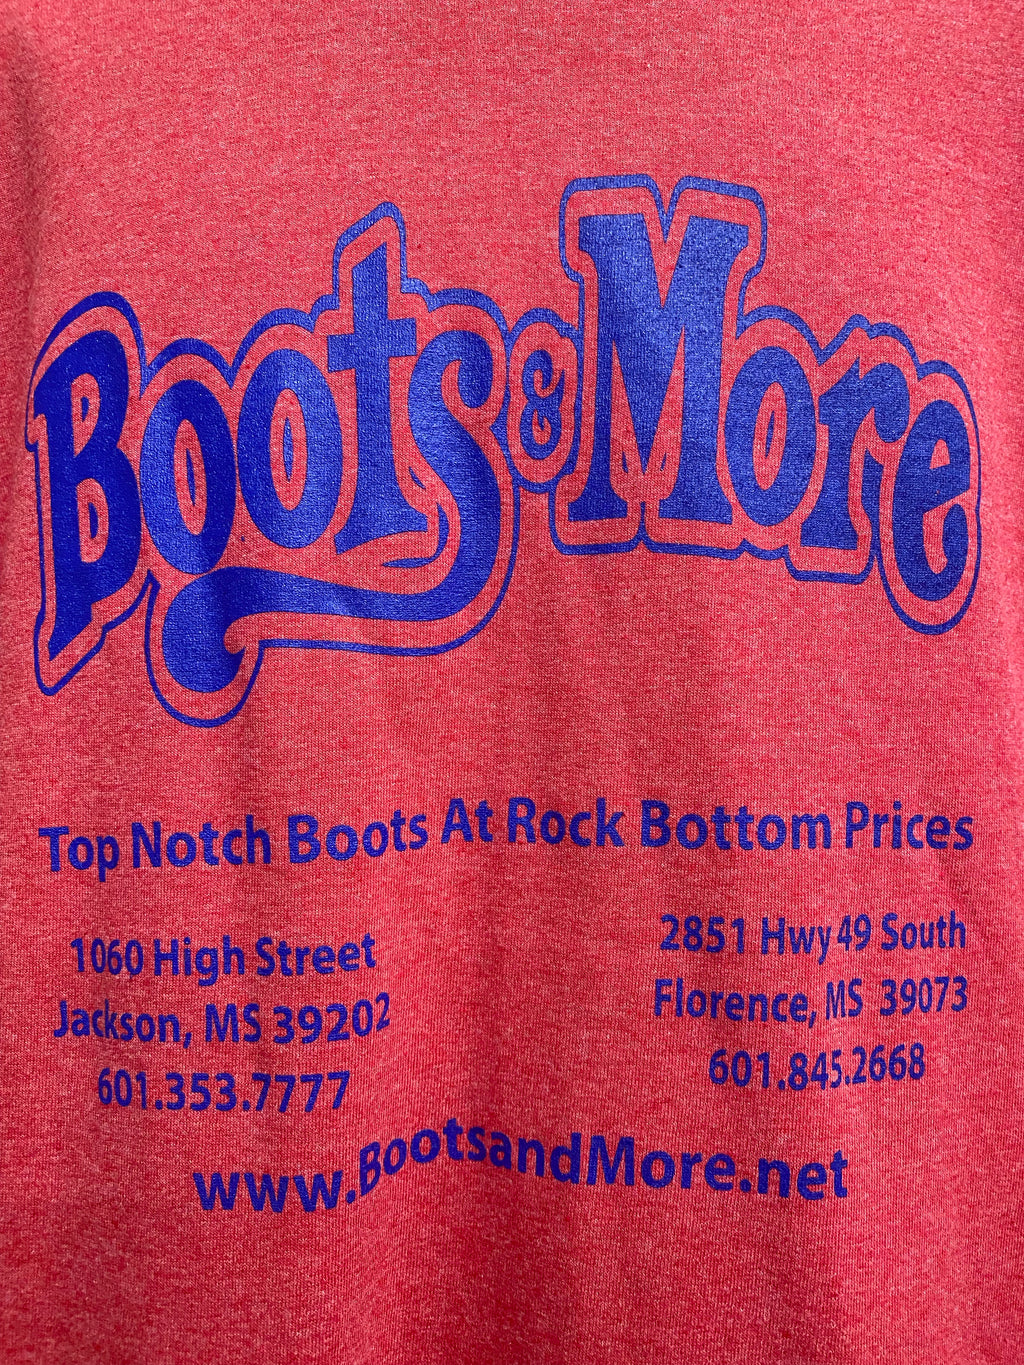 Boots & More
Top Notch Boots At Rock Bottom Prices
1060 High Street
Jackson, MS 39202
601.353.7777
2851 Hwy 49 South
Florence, MS 39073
601.845.2668
www.BootsandMore.net